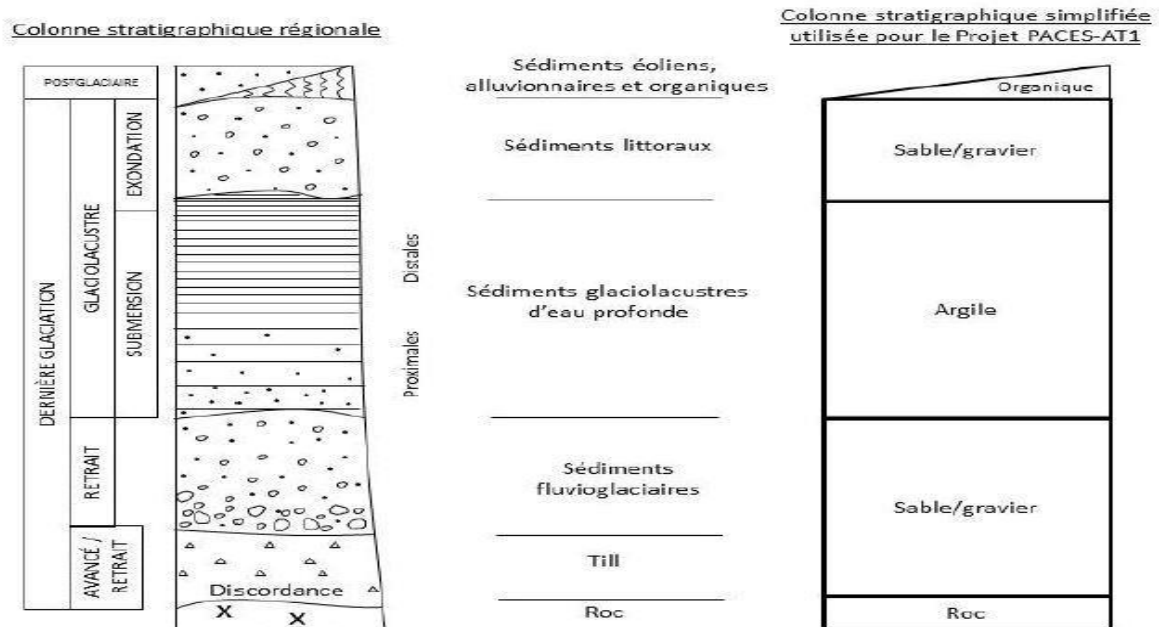 Colonne stratigraphique régionale
Colonne stratigraphique simplifiée
utilisée pour le Projet PACES-AT1
POSTGLACIAIRE
DERNIÈRE GLACIATION
GLACIOLACUSTRE
EXONDATION
SUBMERSION
RETRAIT
AVANCÉ /
RETRAIT
Discordance
X X
Distales
Proximales
Sédiments éoliens,
alluvionnaires et organiques
Sédiments littoraux
Sédiments glaciolacustres
d'eau profonde
Sédiments
fluvioglaciaires
Till
Roc
Organique
Sable/gravier
Argile
Sable/gravier
Roc